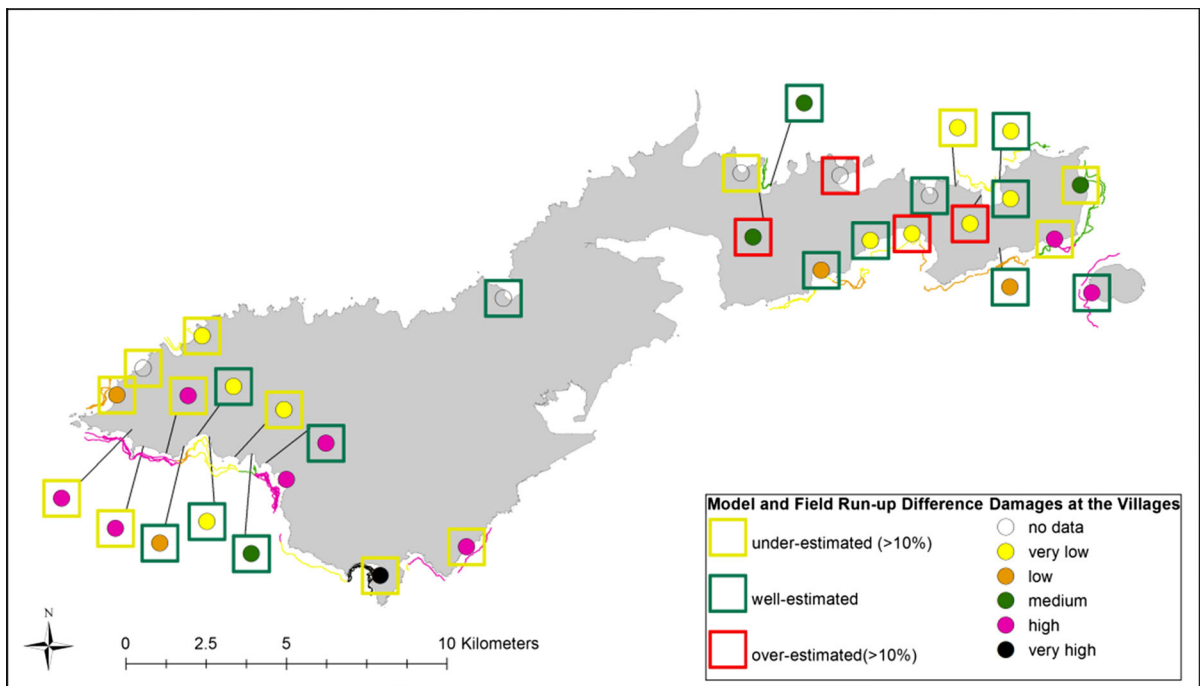 Model and Field Run-up Difference Damages at the Villages
under-estimated (>10%)
well-estimated
over-estimated(>10%)
no data
very low
low
medium
high
very high
N
0 2.5 5 10 Kilometers